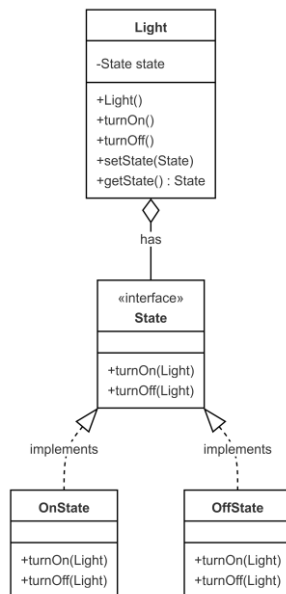 Light
-State state
+Light()
+turnOn()
+turnOff()
+setState(State)
+getState() : State
has
«interface»
State
+turnOn(Light)
+turnOff(Light)
implements
implements
OnState
+turnOn(Light)
+turnOff(Light)
OffState
+turnOn(Light)
+turnOff(Light)